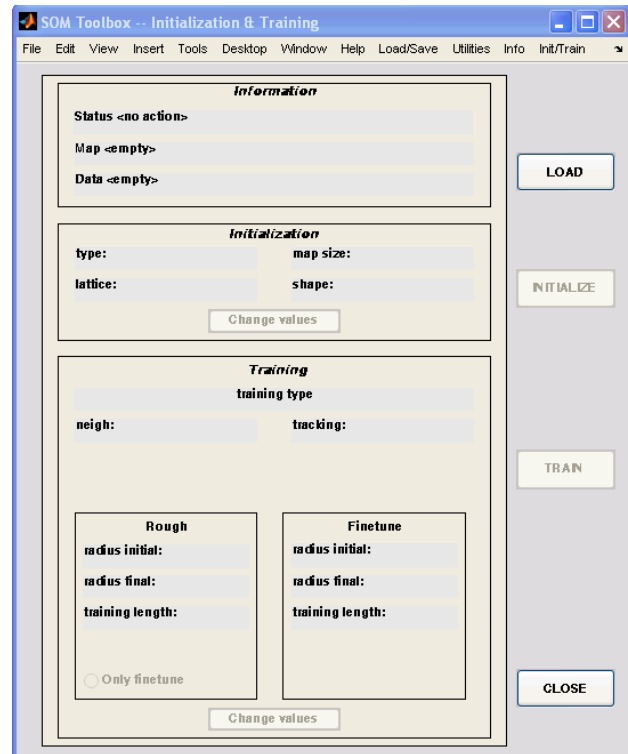 SOM Toolbox -- Initialization & Training
File Edit View Insert Tools Desktop Window Help Load/Save Utilities Info Init/Train
Information
Status <no action>
Map <empty>
Data <empty>
LOAD
Initialization
type: map size:
lattice: shape:
Change values
INITIALIZE
Training
training type
neigh: tracking:
TRAIN
Rough
radius initial:
radius final:
training length:
Only finetune
Finetune
radius initial:
radius final:
training length:
Change values
CLOSE